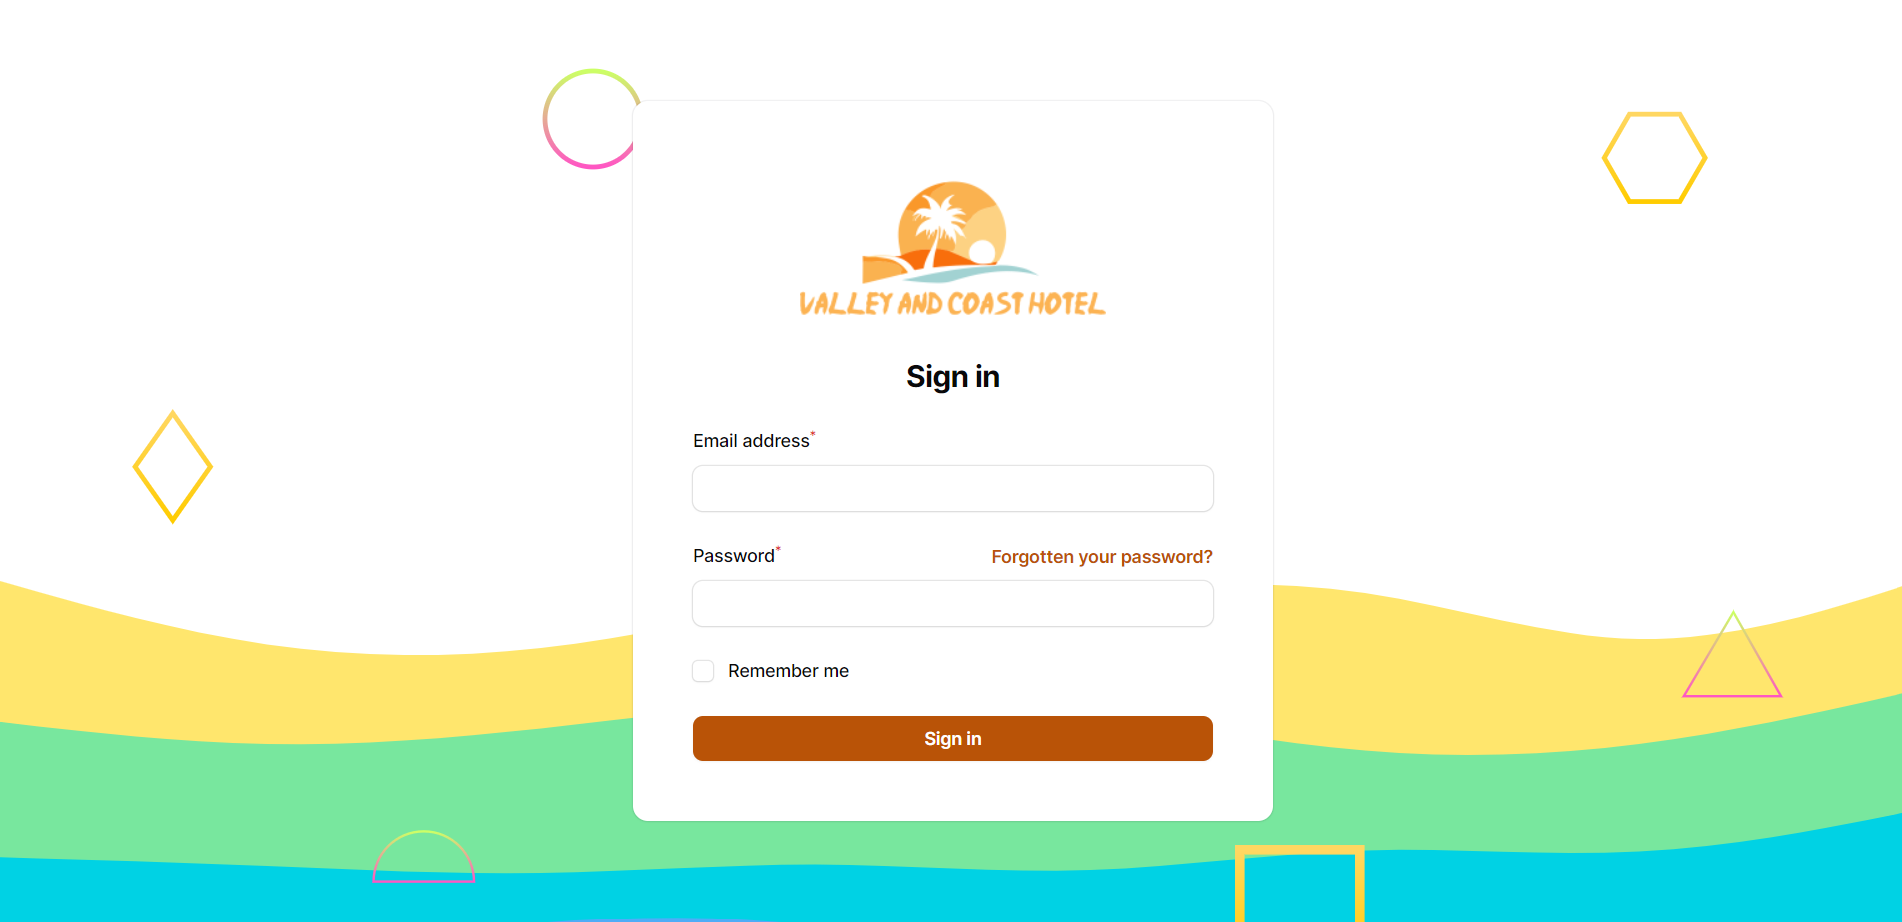 VALLEY AND COAST HOTEL
Sign in
Email address*
Password*
Forgotten your password?
Remember me
Sign in